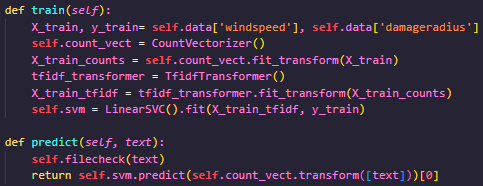 def train(self):
X_train, y_train= self.data['windspeed'], self.data['damageradius']
self.count_vect = CountVectorizer()
X_train_counts = self.count_vect.fit_transform(X_train)
tfidf_transformer = TfidfTransformer()
X_train_tfidf = tfidf_transformer.fit_transform(X_train_counts)
self.svm = LinearSVC().fit(X_train_tfidf, y_train)
def predict(self, text):
self.filecheck(text)
return self.svm.predict(self.count_vect.transform([text]))[0]